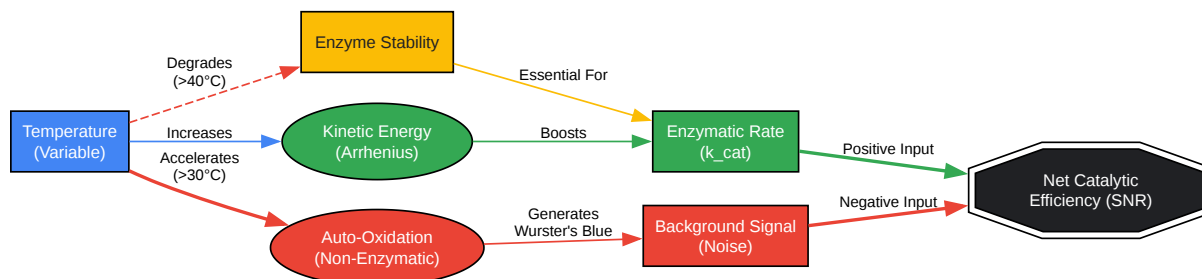 Enzyme Stability
Degrades
(>40°C)
Essential For
Temperature
(Variable)
Increases
Kinetic Energy
(Arrhenius)
Boosts
Enzymatic Rate
(k_cat)
Positive Input
Accelerates
(>30°C)
Net Catalytic
Efficiency (SNR)
Negative Input
Auto-Oxidation
(Non-Enzymatic)
Generates
Wurster's Blue
Background Signal
(Noise)